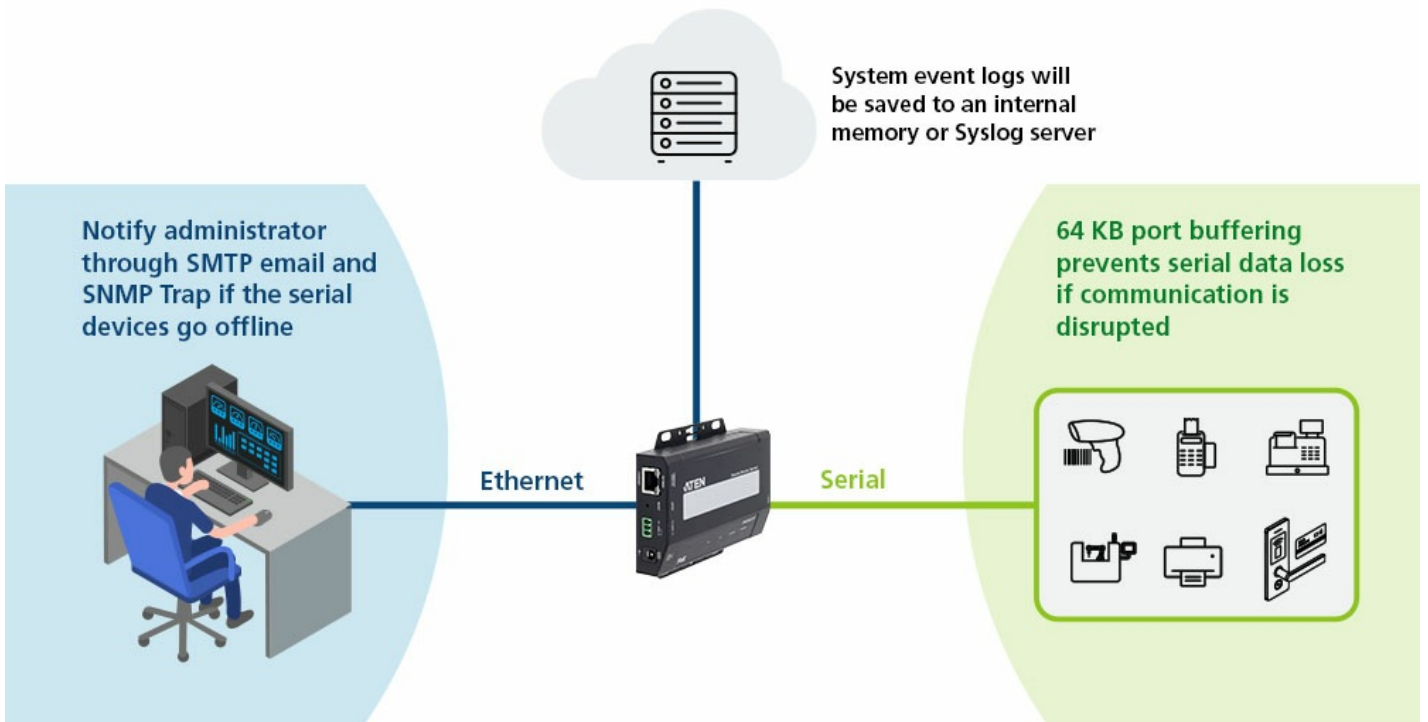 System event logs will
be saved to an internal
memory or Syslog server
Notify administrator
through SMTP email and
SNMP Trap if the serial
devices go offline
64 KB port buffering
prevents serial data loss
if communication is
disrupted
Ethernet
Serial
ATEN